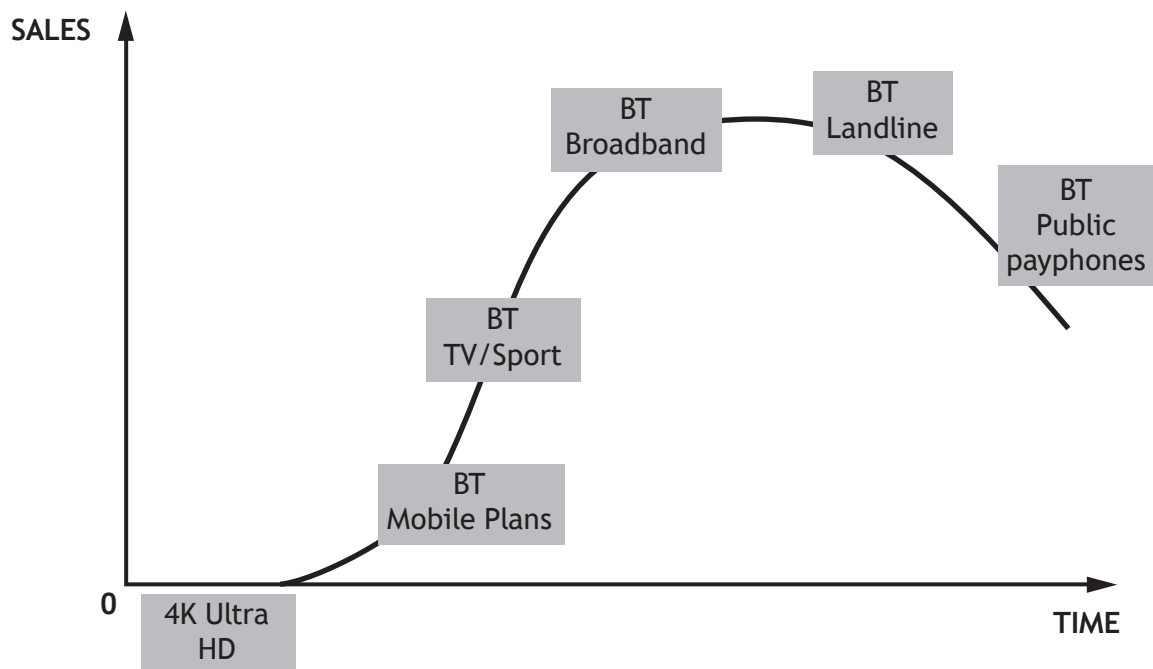 SALES
BT
Broadband
BT
Landline
BT
Public
payphones
BT
TV/Sport
BT
Mobile Plans
0
4K Ultra
HD
TIME